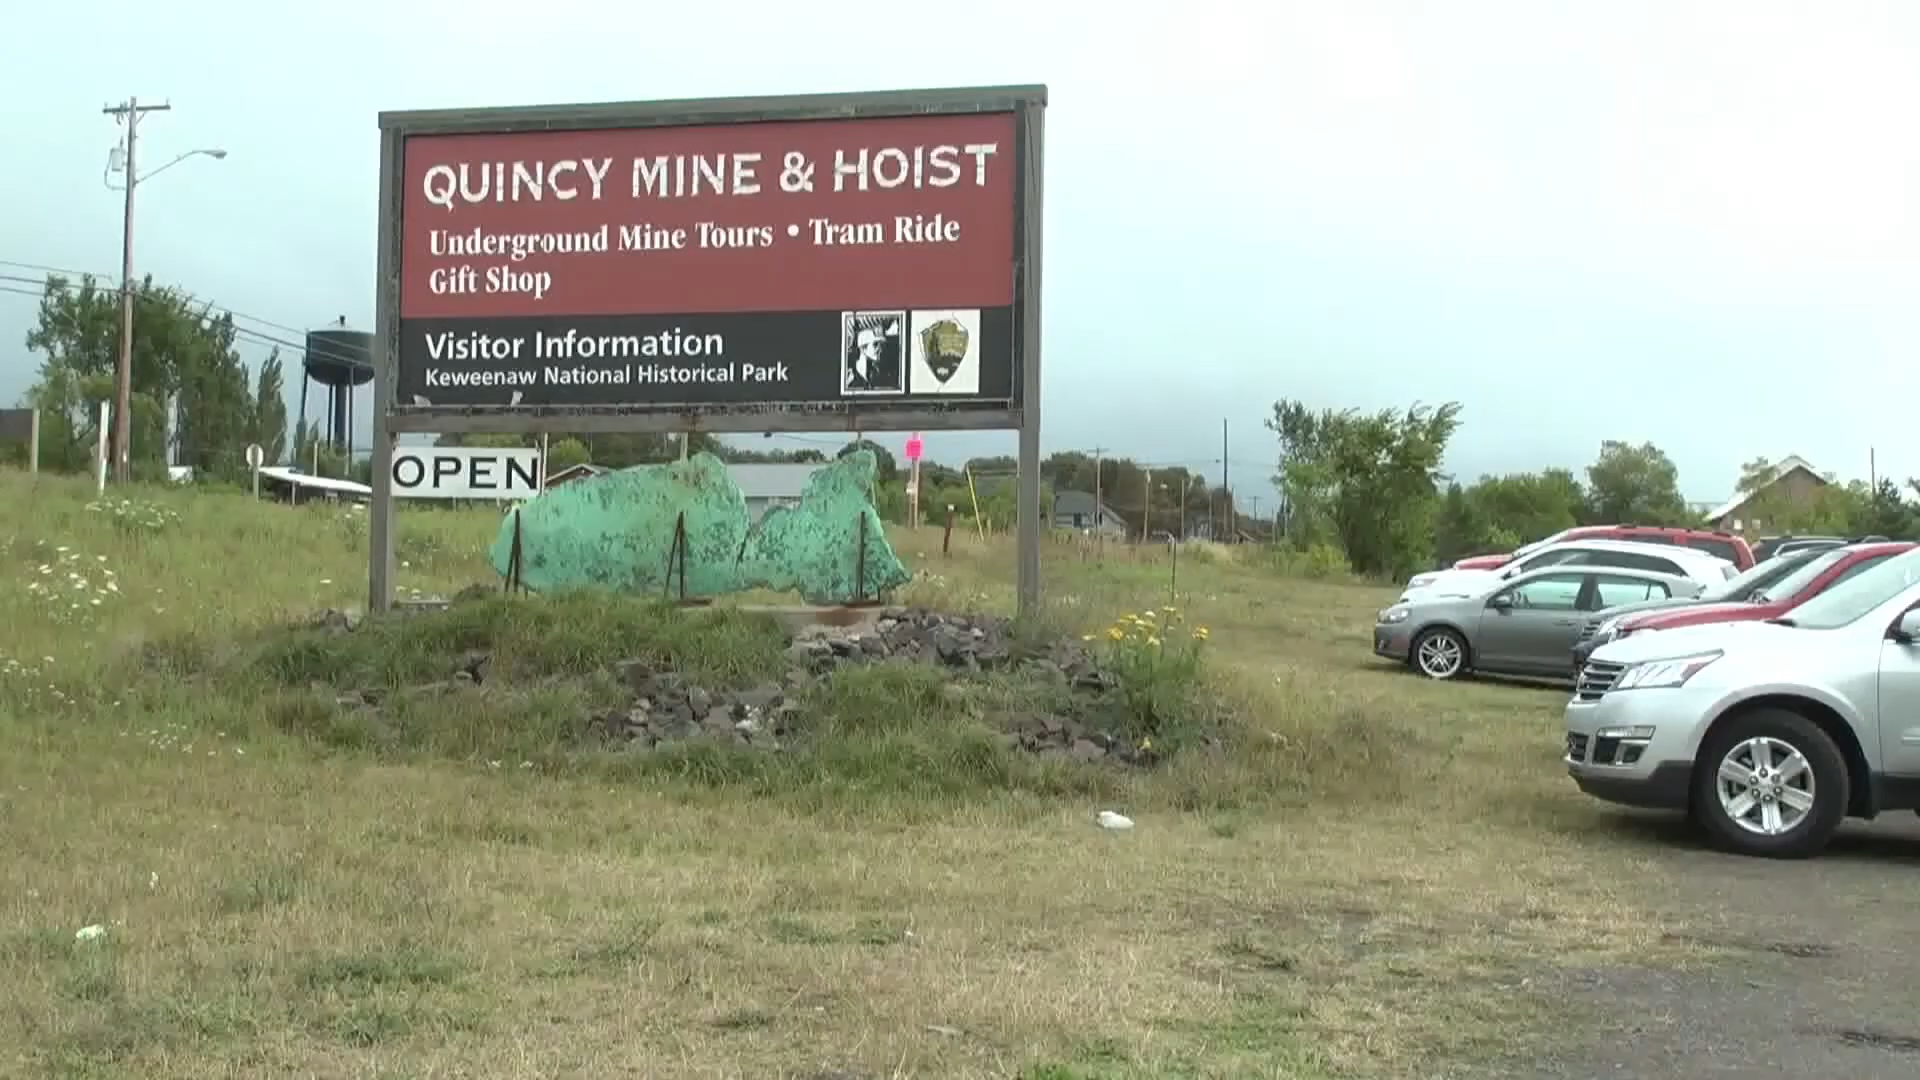 QUINCY MINE & HOIST
Underground Mine Tours • Tram Ride
Gift Shop
Visitor Information
Keweenaw National Historical Park
OPEN